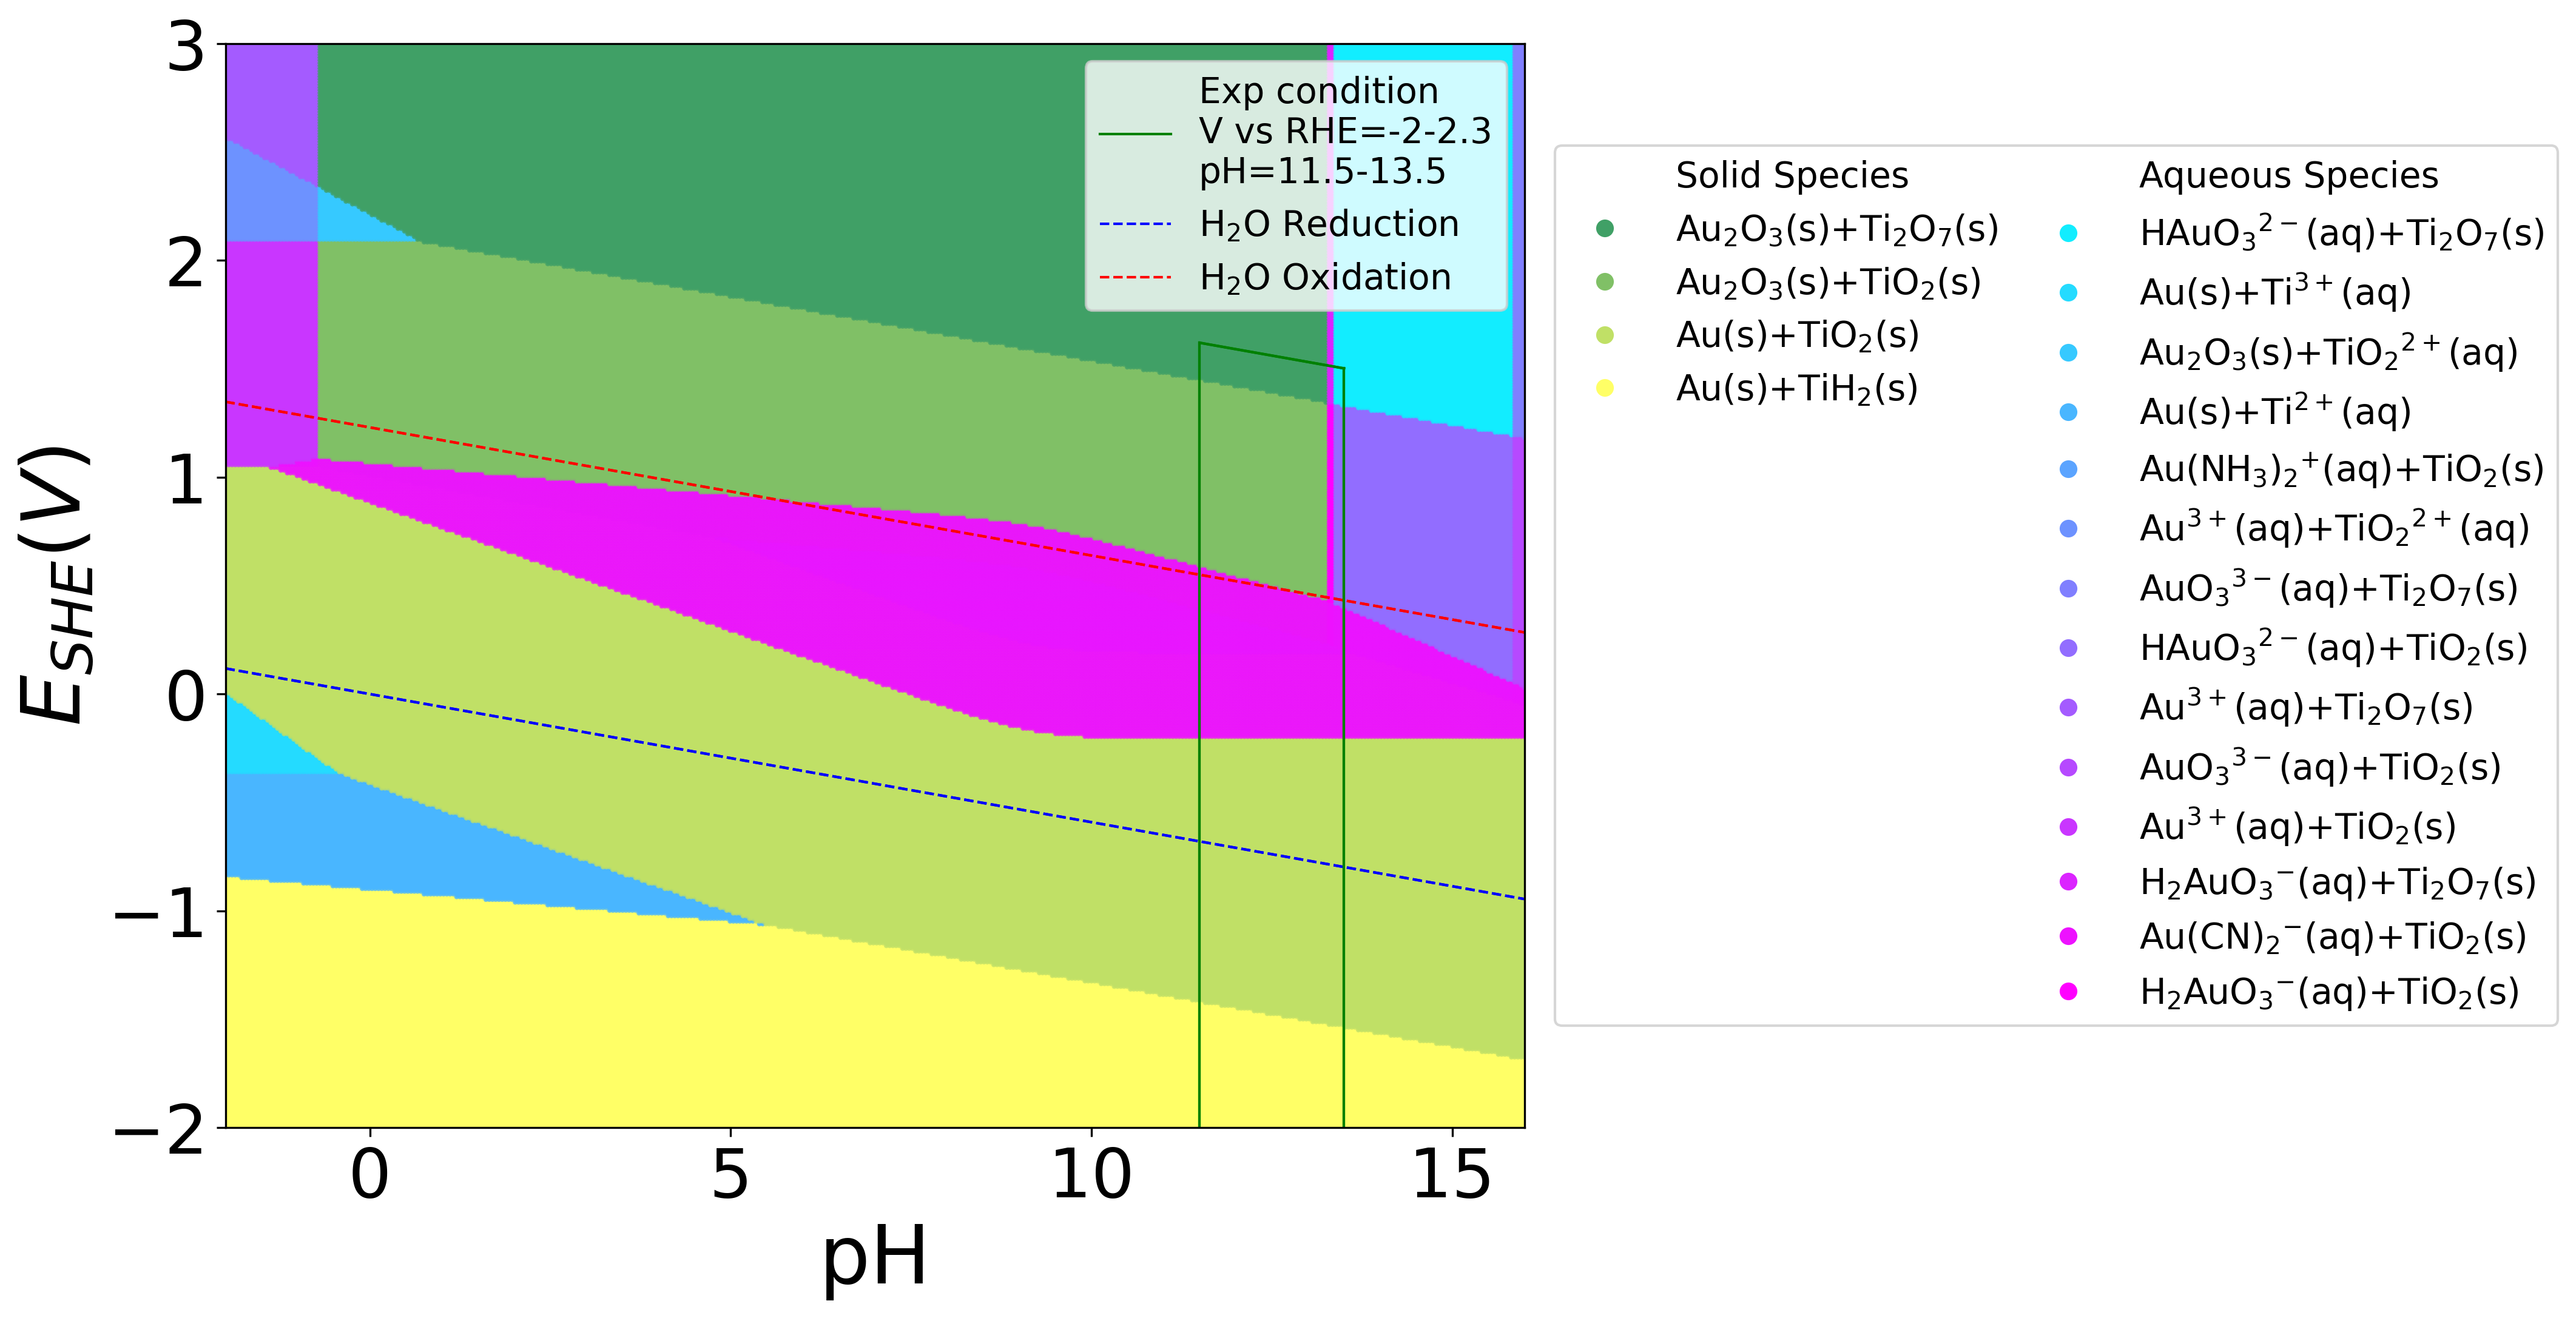 3
2
1
0
−1
−2
0 5 10 15
E_SHE(V)
pH
Exp condition
V vs RHE=-2-2.3
pH=11.5-13.5
H₂O Reduction
H₂O Oxidation
Solid Species
Au₂O₃(s)+Ti₂O₇(s)
Au₂O₃(s)+TiO₂(s)
Au(s)+TiO₂(s)
Au(s)+TiH₂(s)
Aqueous Species
HAuO₃²⁻(aq)+Ti₂O₇(s)
Au(s)+Ti³⁺(aq)
Au₂O₃(s)+TiO₂²⁺(aq)
Au(s)+Ti²⁺(aq)
Au(NH₃)₂⁺(aq)+TiO₂(s)
Au³⁺(aq)+TiO₂²⁺(aq)
AuO₃³⁻(aq)+Ti₂O₇(s)
HAuO₃²⁻(aq)+TiO₂(s)
Au³⁺(aq)+Ti₂O₇(s)
AuO₃³⁻(aq)+TiO₂(s)
Au³⁺(aq)+TiO₂(s)
H₂AuO₃⁻(aq)+Ti₂O₇(s)
Au(CN)₂⁻(aq)+TiO₂(s)
H₂AuO₃⁻(aq)+TiO₂(s)